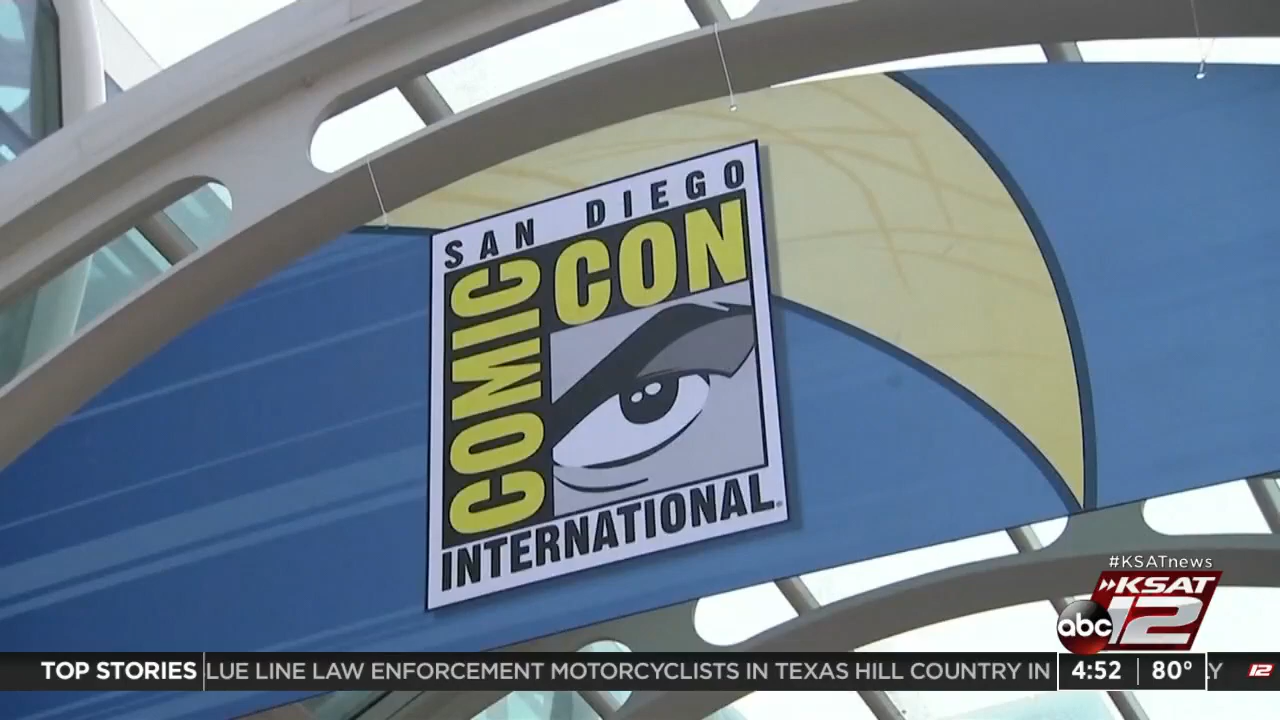 SAN DIEGO
COMIC
CON
INTERNATIONAL
#KSATnews
KSAT
abc 12
TOP STORIES LUE LINE LAW ENFORCEMENT MOTORCYCLISTS IN TEXAS HILL COUNTRY IN 4:52 80° LY 12